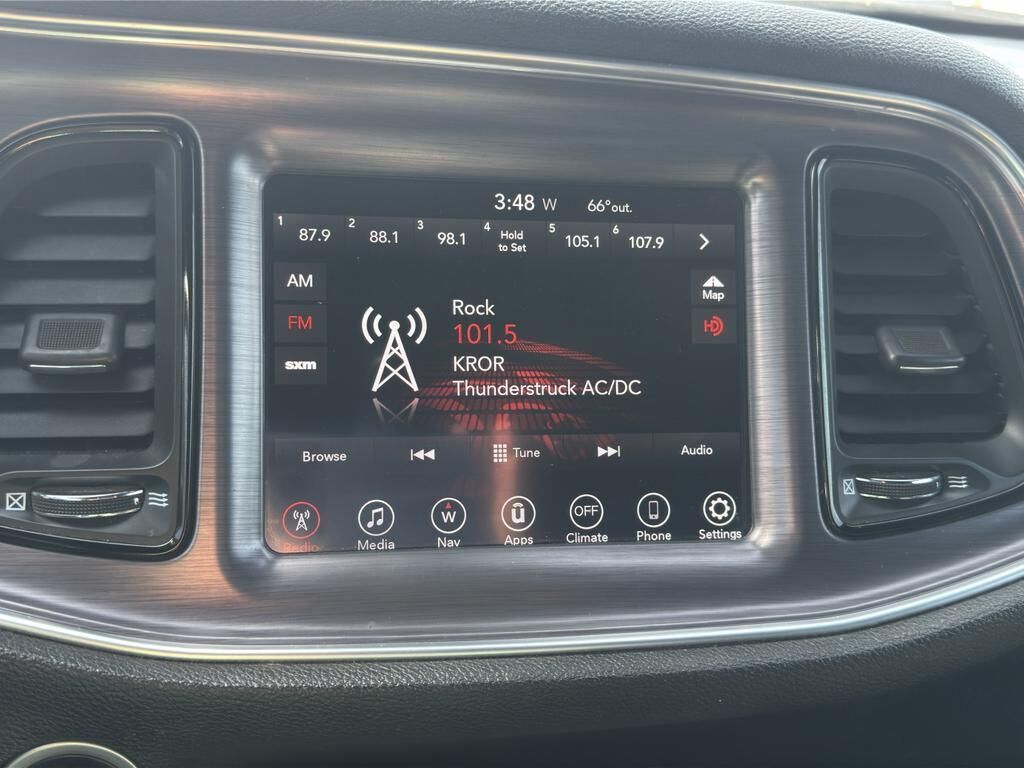 3:48 W 66°out.
1 87.9 2 88.1 3 98.1 4 Hold to Set 5 105.1 6 107.9
AM
Map
FM
HD
sxm
Rock
101.5
KROR
Thunderstruck AC/DC
Browse Tune Audio
W OFF
Radio Media Nav Apps Climate Phone Settings